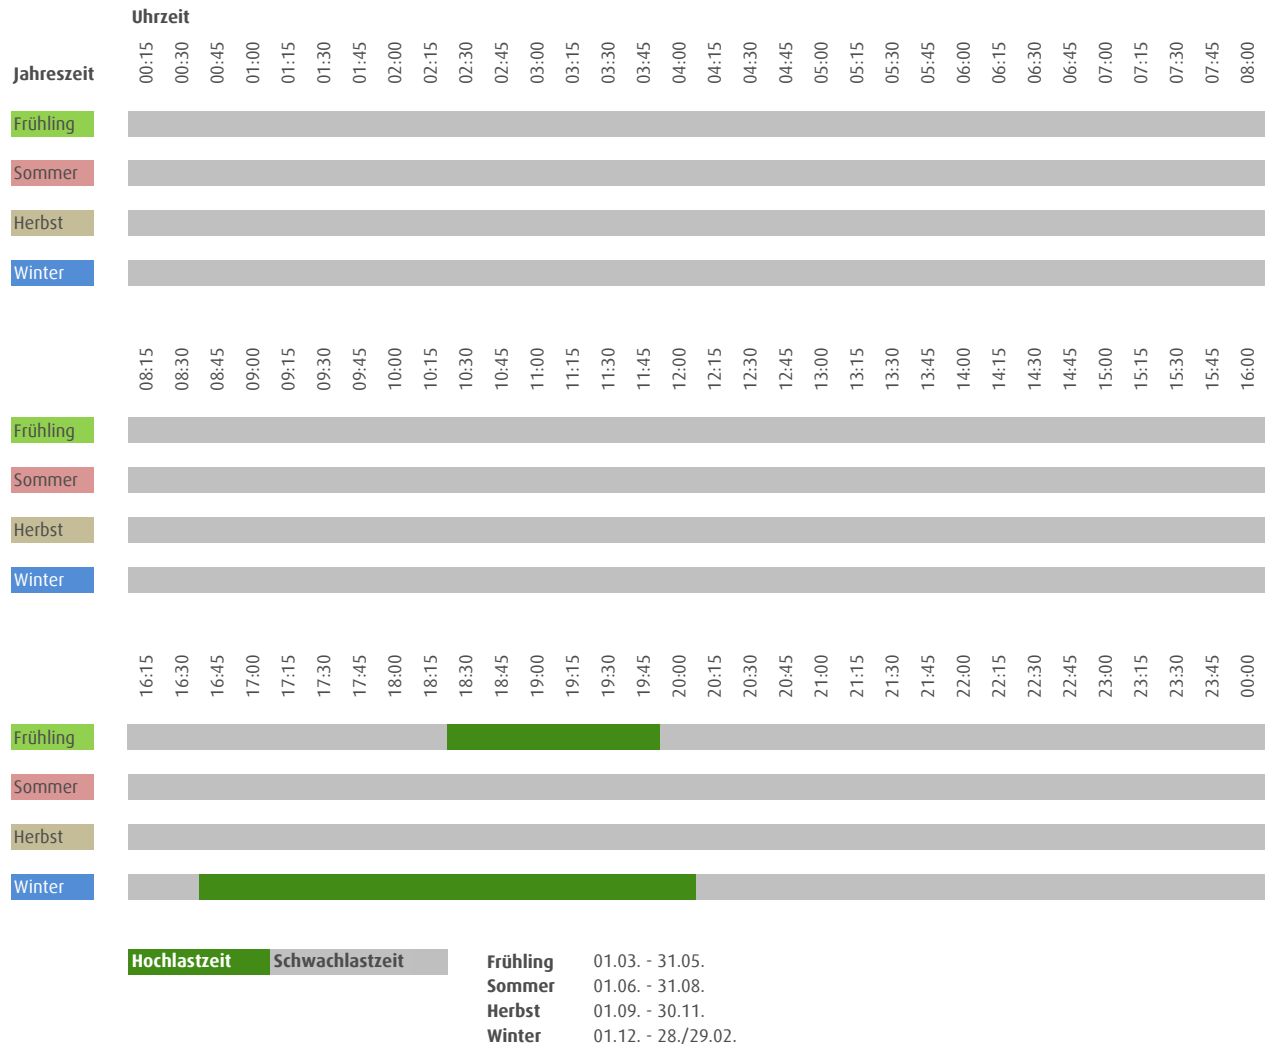 Uhrzeit
Jahreszeit 00:15 00:30 00:45 01:00 01:15 01:30 01:45 02:00 02:15 02:30 02:45 03:00 03:15 03:30 03:45 04:00 04:15 04:30 04:45 05:00 05:15 05:30 05:45 06:00 06:15 06:30 06:45 07:00 07:15 07:30 07:45 08:00
Frühling
Sommer
Herbst
Winter
08:15 08:30 08:45 09:00 09:15 09:30 09:45 10:00 10:15 10:30 10:45 11:00 11:15 11:30 11:45 12:00 12:15 12:30 12:45 13:00 13:15 13:30 13:45 14:00 14:15 14:30 14:45 15:00 15:15 15:30 15:45 16:00
Frühling
Sommer
Herbst
Winter
16:15 16:30 16:45 17:00 17:15 17:30 17:45 18:00 18:15 18:30 18:45 19:00 19:15 19:30 19:45 20:00 20:15 20:30 20:45 21:00 21:15 21:30 21:45 22:00 22:15 22:30 22:45 23:00 23:15 23:30 23:45 00:00
Frühling
Sommer
Herbst
Winter
Hochlastzeit Schwachlastzeit
Frühling 01.03. - 31.05.
Sommer 01.06. - 31.08.
Herbst 01.09. - 30.11.
Winter 01.12. - 28./29.02.